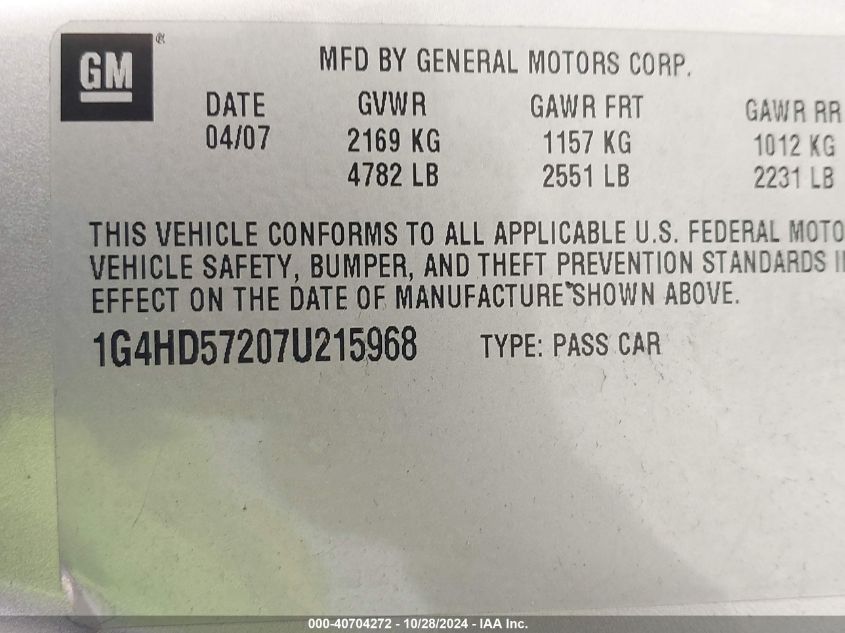 GM ®
MFD BY GENERAL MOTORS CORP.
DATE GVWR GAWR FRT GAWR RR
04/07 2169 KG 1157 KG 1012 KG
4782 LB 2551 LB 2231 LB
THIS VEHICLE CONFORMS TO ALL APPLICABLE U.S. FEDERAL MOTO
VEHICLE SAFETY, BUMPER, AND THEFT PREVENTION STANDARDS I
EFFECT ON THE DATE OF MANUFACTURE SHOWN ABOVE.
1G4HD57207U215968 TYPE: PASS CAR
000-40704272 - 10/28/2024 - IAA Inc.